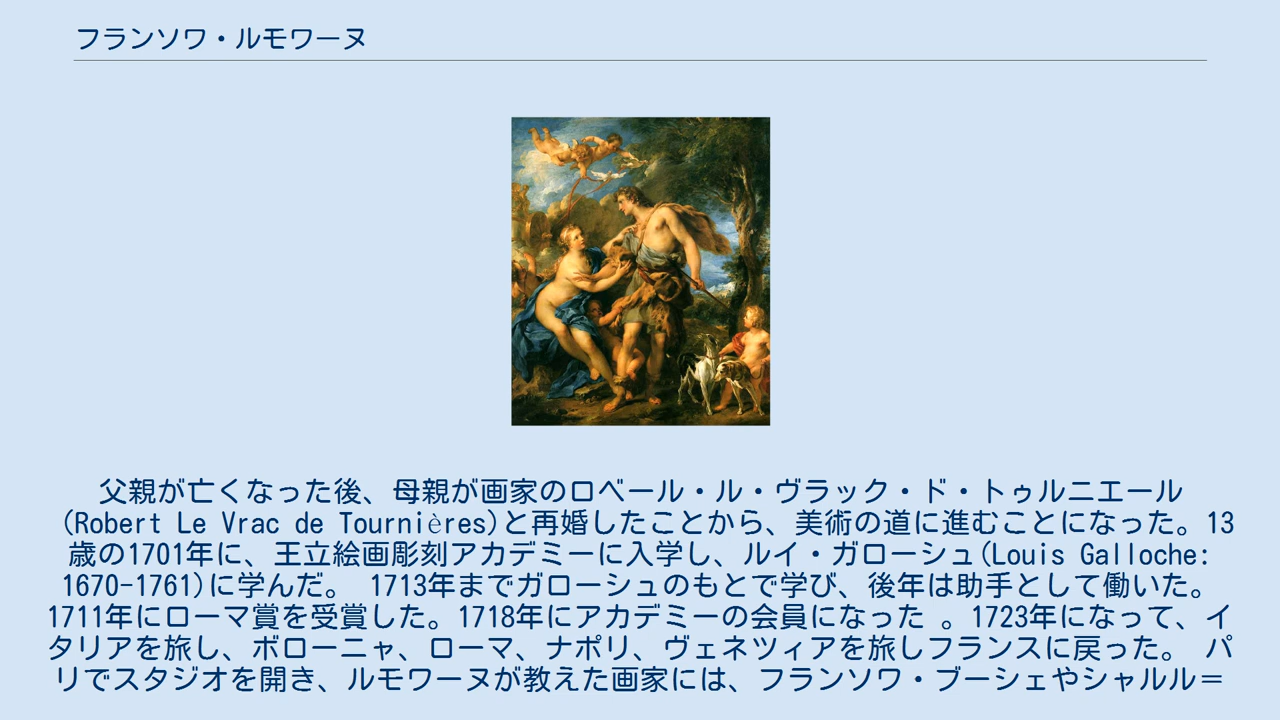 フランソワ・ルモワーヌ
父親が亡くなった後、母親が画家のロベール・ル・ヴラック・ド・トゥルニエール
(Robert Le Vrac de Tournières)と再婚したことから、美術の道に進むことになった。13
歳の1701年に、王立絵画彫刻アカデミーに入学し、ルイ・ガローシュ(Louis Galloche:
1670-1761)に学んだ。 1713年までガローシュのもとで学び、後年は助手として働いた。
1711年にローマ賞を受賞した。1718年にアカデミーの会員になった 。1723年になって、イ
タリアを旅し、ボローニャ、ローマ、ナポリ、ヴェネツィアを旅しフランスに戻った。 パ
リでスタジオを開き、ルモワーヌが教えた画家には、フランソワ・ブーシェやシャルル＝